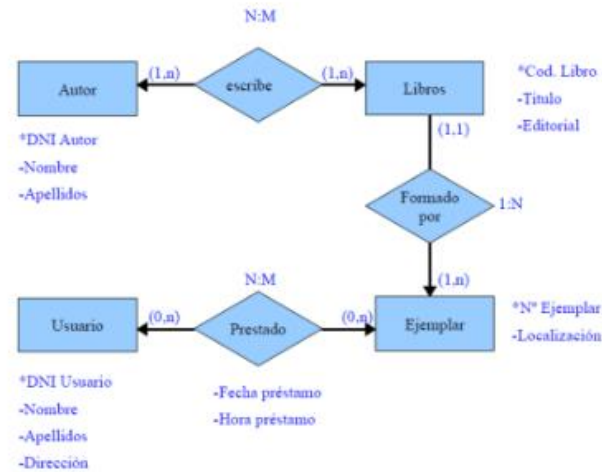 N:M
Autor
(1,n)
escribe
(1,n)
Libros
*Cod. Libro
-Titulo
-Editorial
*DNI Autor
-Nombre
-Apellidos
(1,1)
Formado
por
1:N
(1,n)
N:M
Usuario
(0,n)
Prestado
(0,n)
Ejemplar
*Nº Ejemplar
-Localización
*DNI Usuario
-Nombre
-Apellidos
-Dirección
-Fecha préstamo
-Hora préstamo